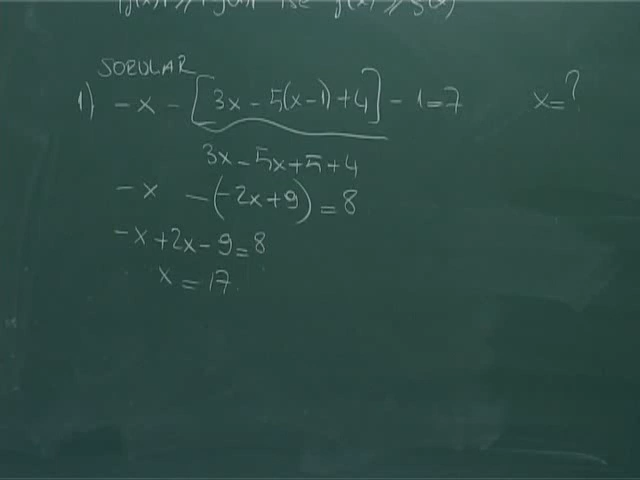 ise
SORULAR
1) -x - [3x - 5(x-1) + 4] - 1 = 7 x = ?
3x - 5x + 5 + 4
-x -(-2x + 9) = 8
-x + 2x - 9 = 8
x = 17